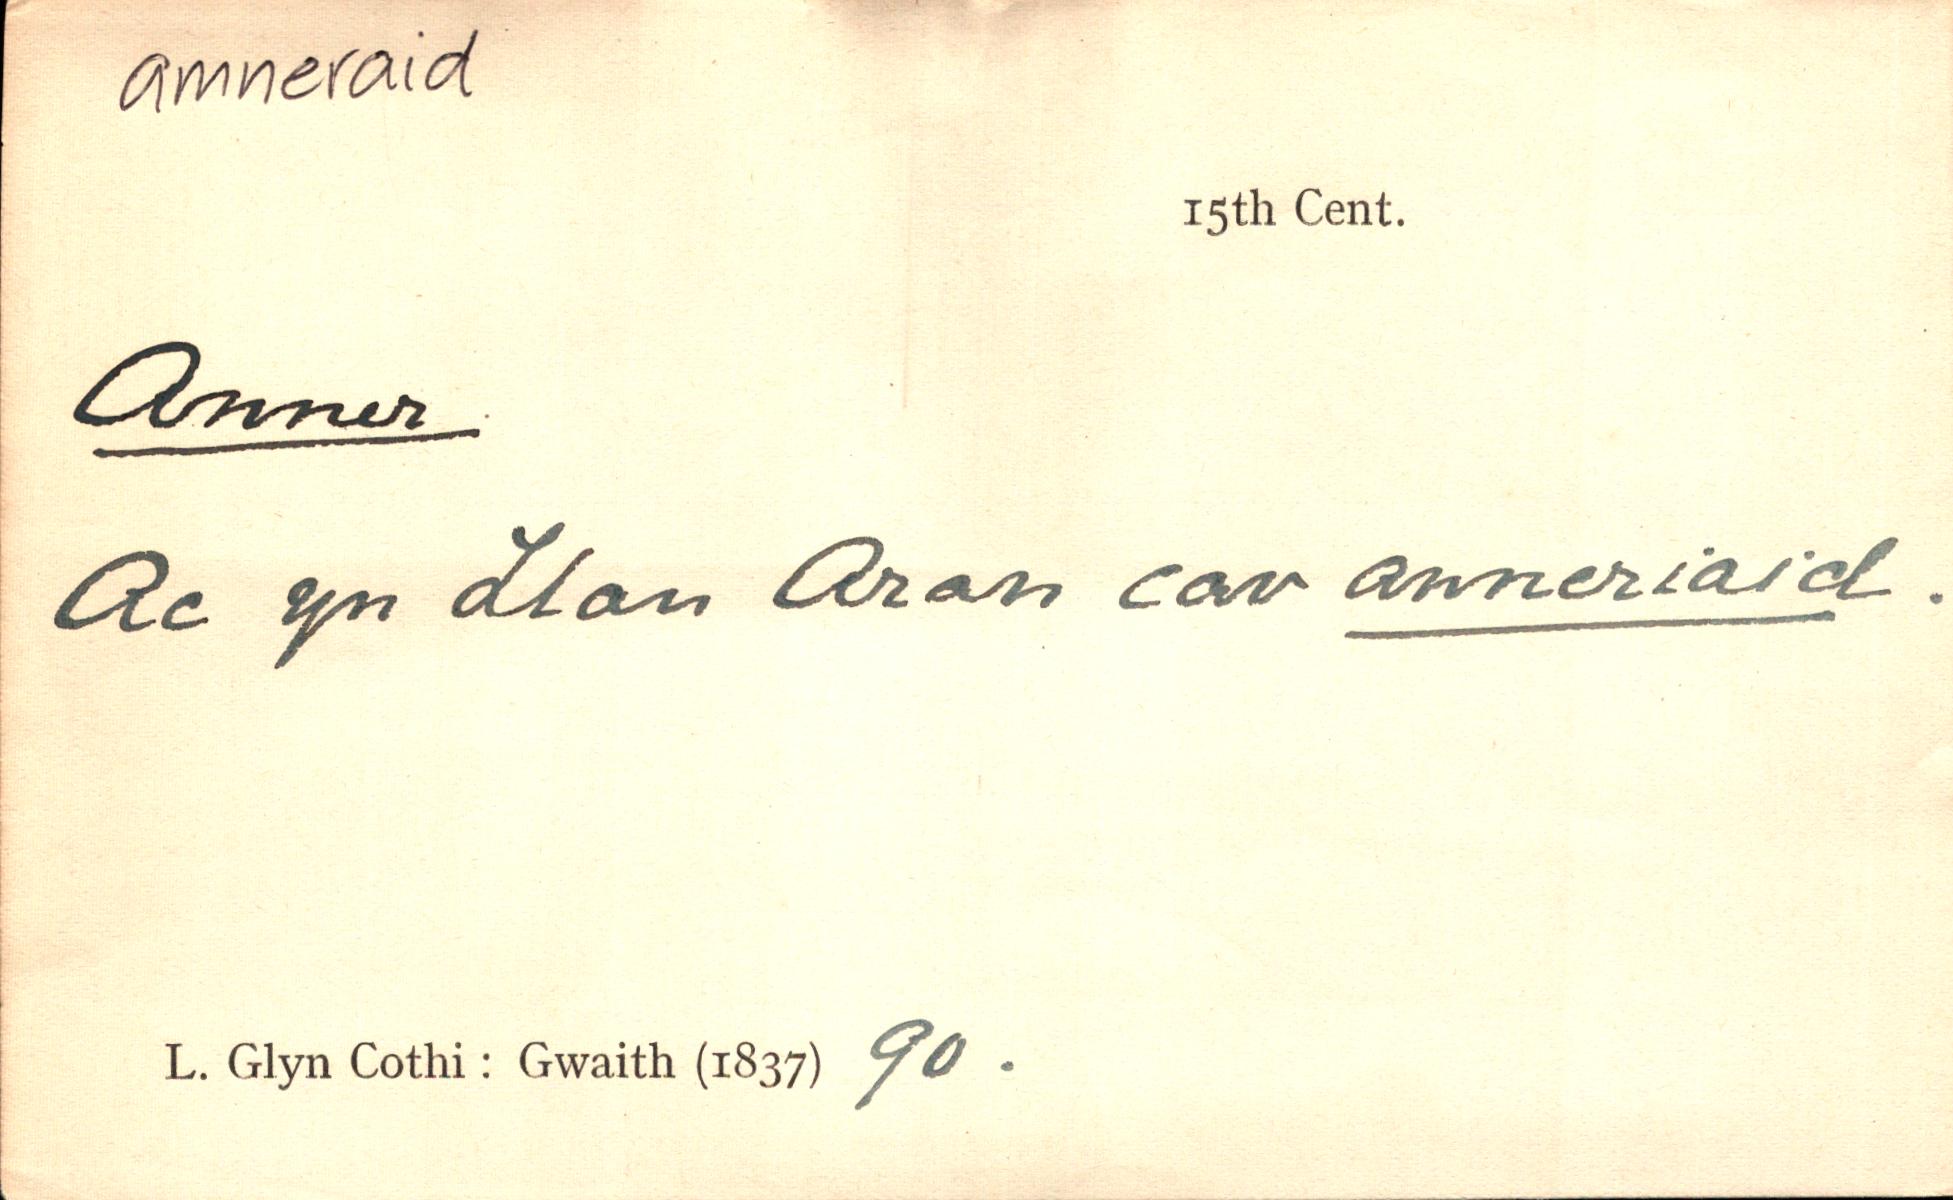 amneraid
15th Cent.
Anner
Ac yn Llan Aran cav anneriaid.
L. Glyn Cothi: Gwaith (1837) 90.